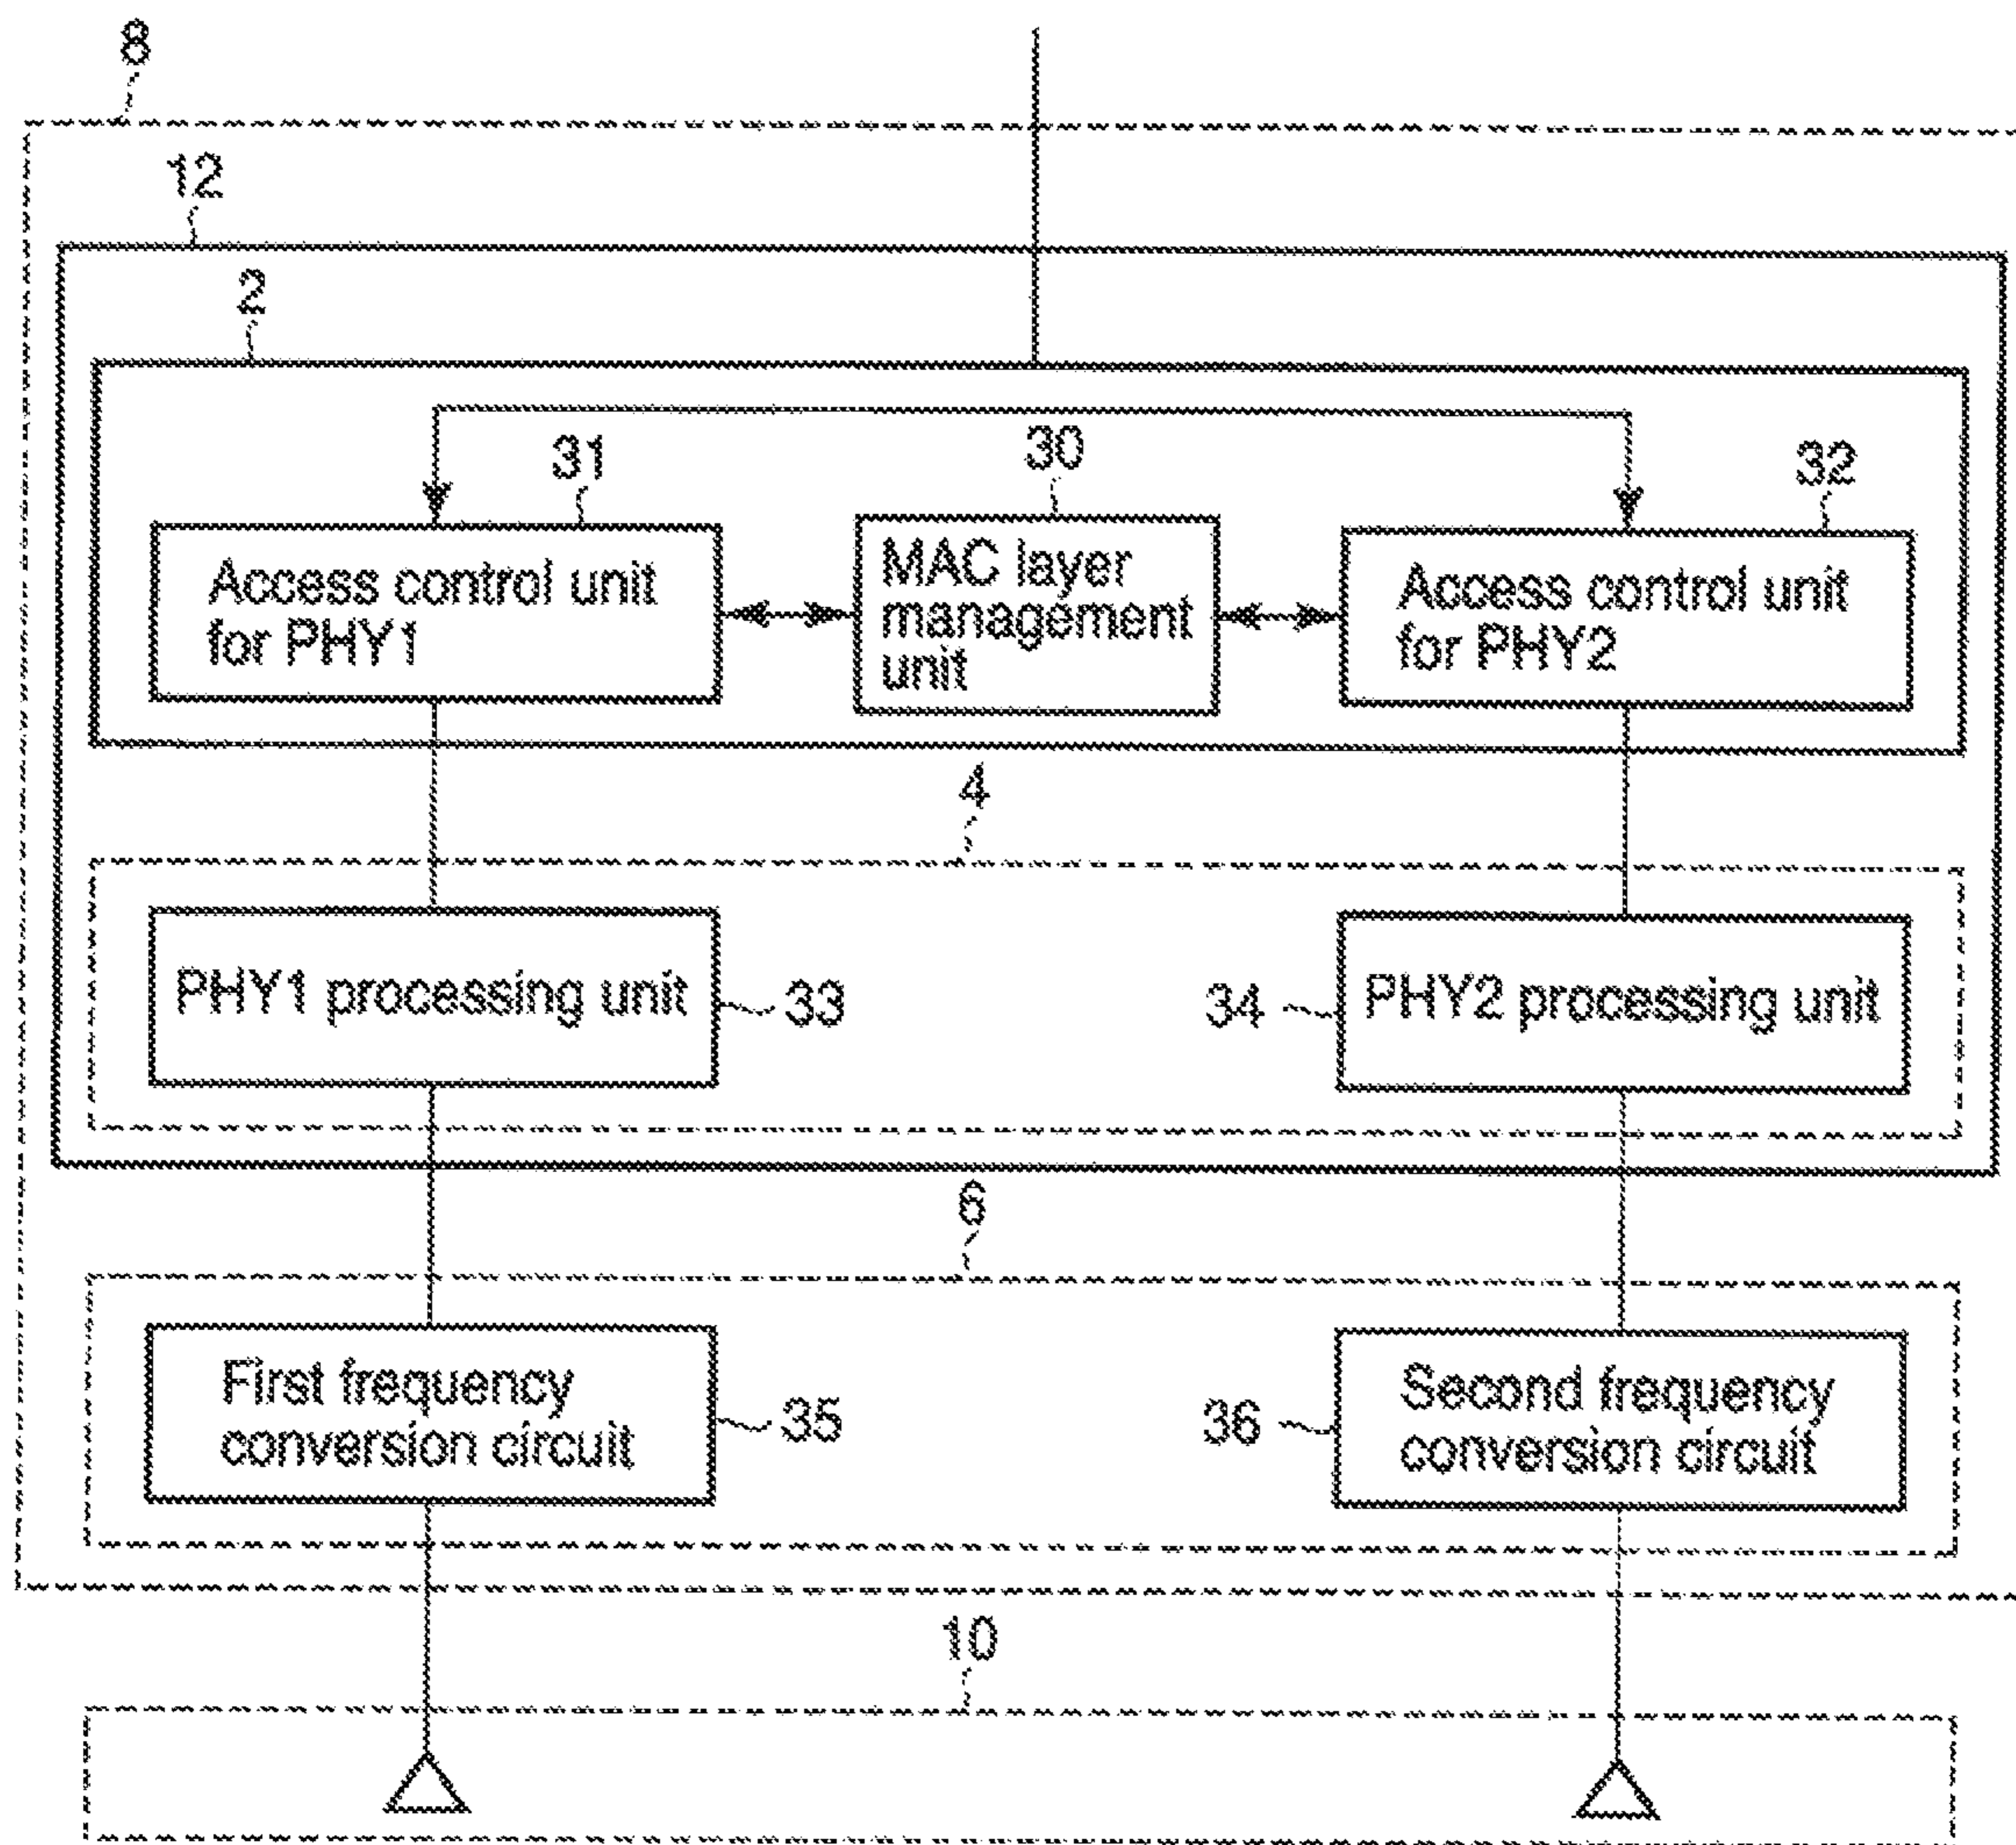 8
12
2
31
30
32
Access control unit
for PHY1
MAC layer
management
unit
Access control unit
for PHY2
4
PHY1 processing unit
33
34
PHY2 processing unit
6
First frequency
conversion circuit
35
36
Second frequency
conversion circuit
10